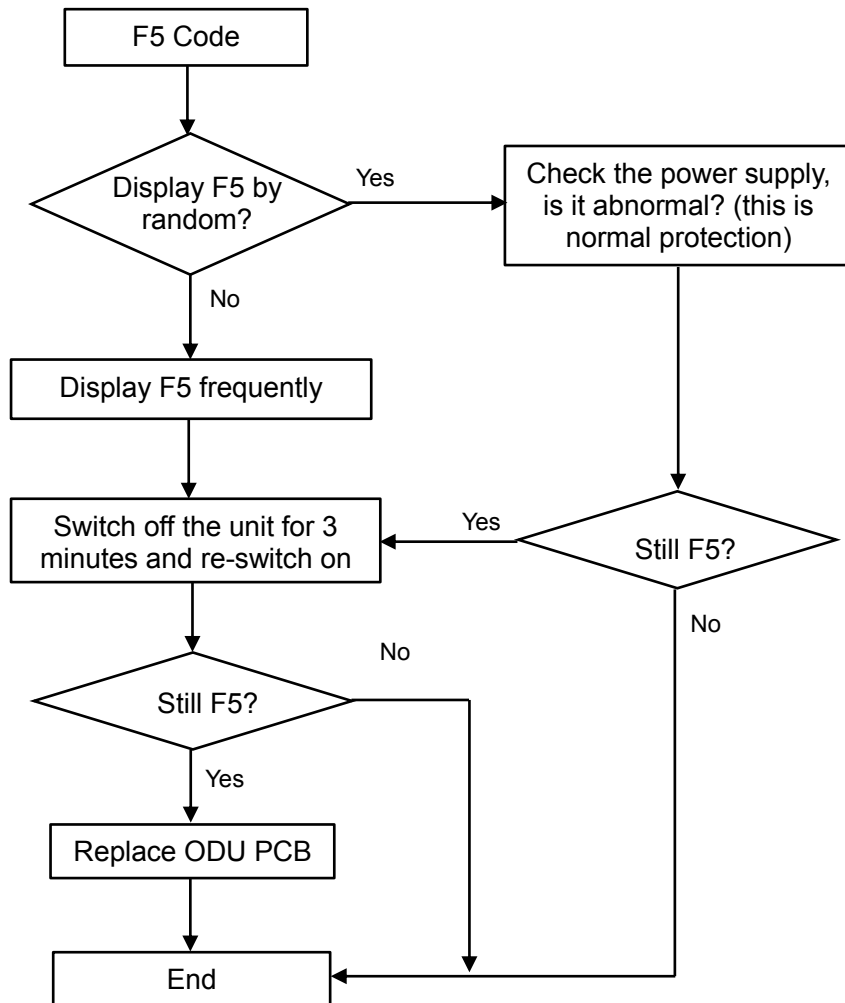 F5 Code
Display F5 by
random?
Yes
Check the power supply,
is it abnormal? (this is
normal protection)
No
Display F5 frequently
Switch off the unit for 3
minutes and re-switch on
Yes
Still F5?
No
No
Still F5?
Yes
Replace ODU PCB
End